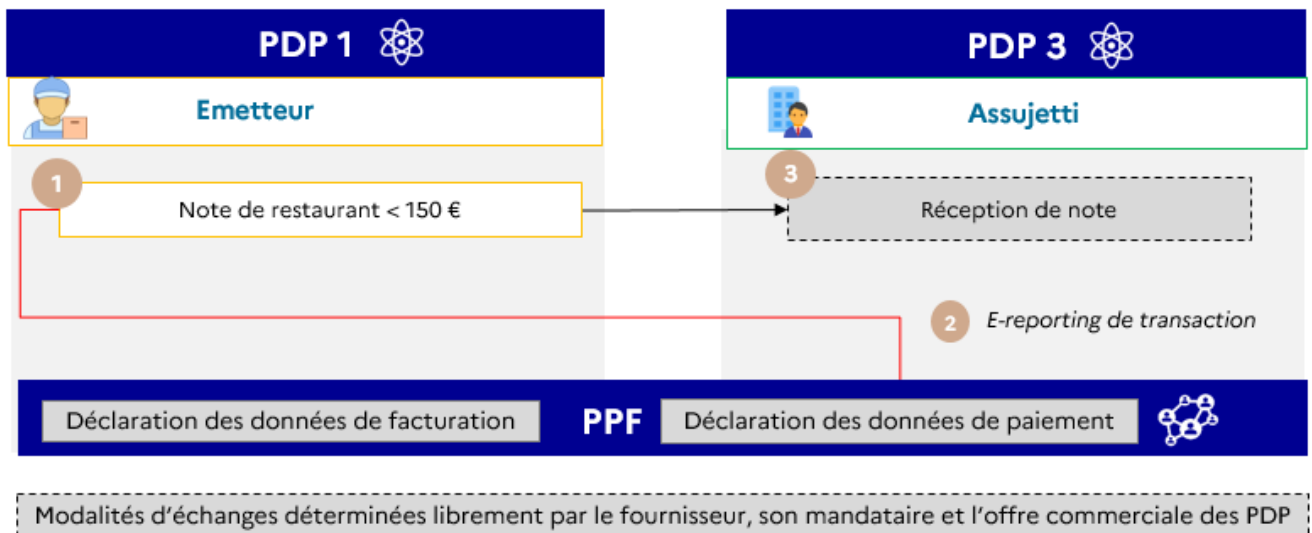 PDP 1
PDP 3
Emetteur
Assujetti
1
Note de restaurant < 150 €
3
Réception de note
2
E-reporting de transaction
Déclaration des données de facturation
PPF
Déclaration des données de paiement
Modalités d'échanges déterminées librement par le fournisseur, son mandataire et l'offre commerciale des PDP